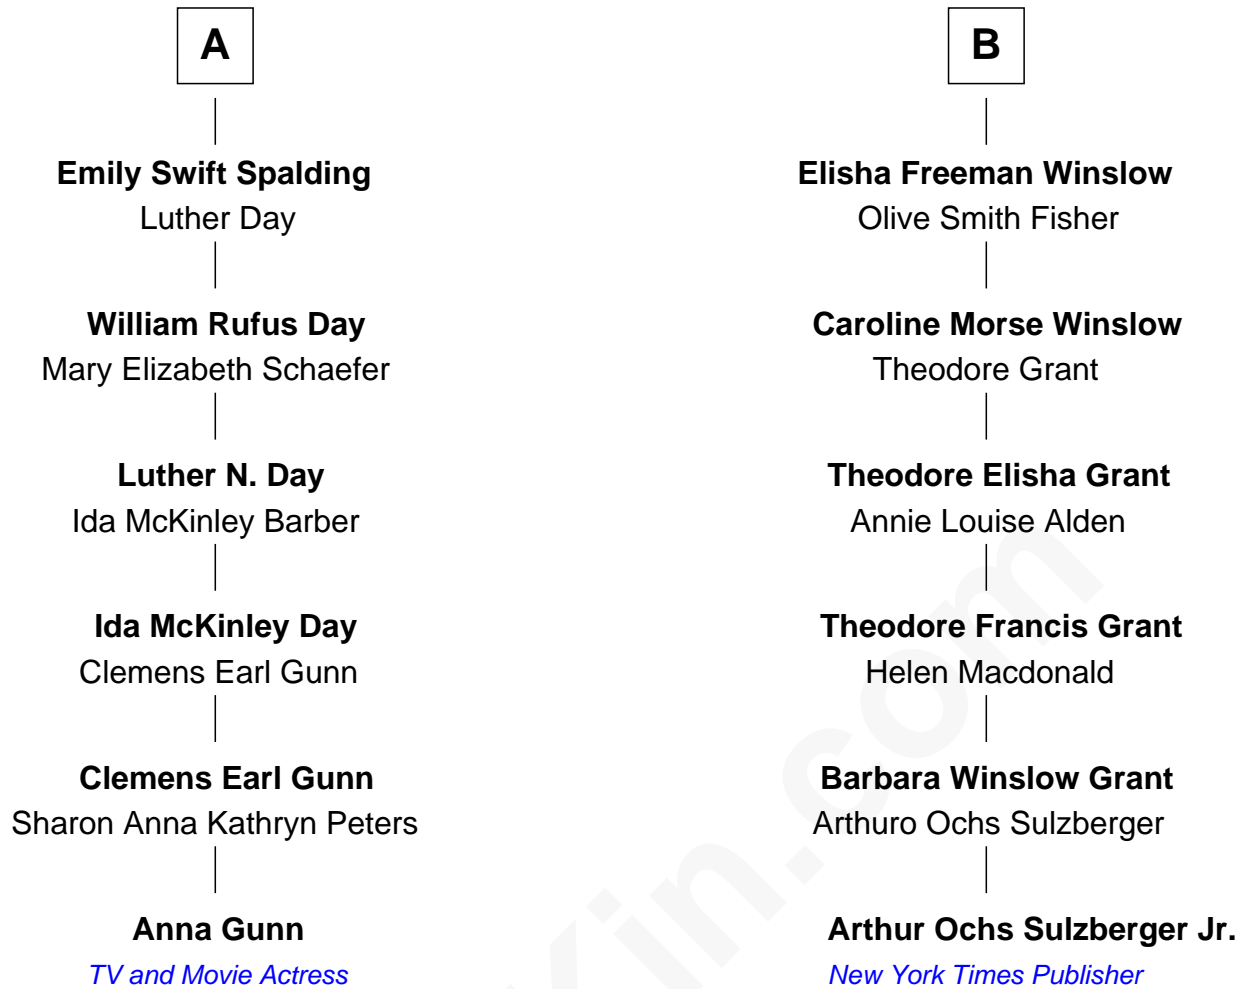 A
Emily Swift Spalding
Luther Day
William Rufus Day
Mary Elizabeth Schaefer
Luther N. Day
Ida McKinley Barber
Ida McKinley Day
Clemens Earl Gunn
Clemens Earl Gunn
Sharon Anna Kathryn Peters
Anna Gunn
TV and Movie Actress
B
Elisha Freeman Winslow
Olive Smith Fisher
Caroline Morse Winslow
Theodore Grant
Theodore Elisha Grant
Annie Louise Alden
Theodore Francis Grant
Helen Macdonald
Barbara Winslow Grant
Arthuro Ochs Sulzberger
Arthur Ochs Sulzberger Jr.
New York Times Publisher
Kin.com